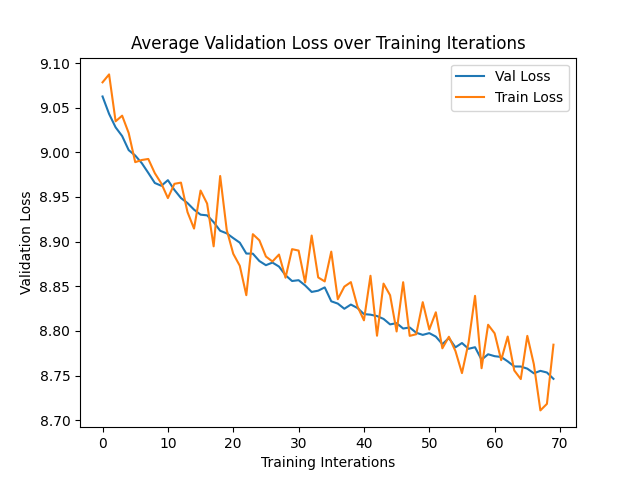 Average Validation Loss over Training Iterations
Val Loss
Train Loss
Validation Loss
9.10
9.05
9.00
8.95
8.90
8.85
8.80
8.75
8.70
0 10 20 30 40 50 60 70
Training Interations